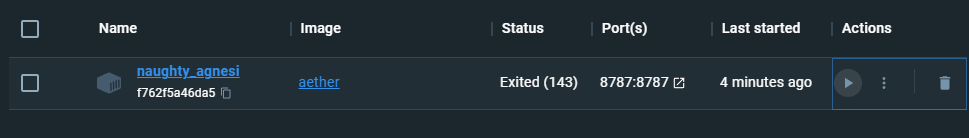 Name Image Status Port(s) Last started Actions
naughty_agnesi
f762f5a46da5
aether Exited (143) 8787:8787 4 minutes ago